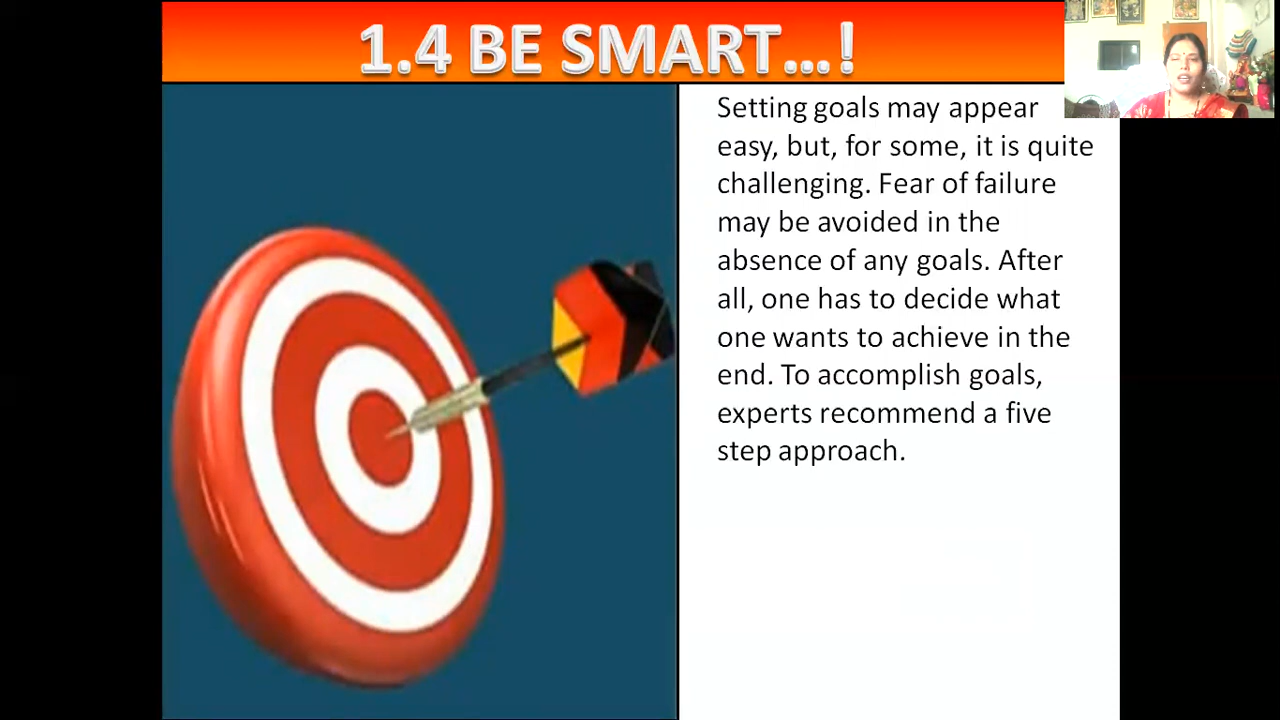 1.4 BE SMART...!
Setting goals may appear
easy, but, for some, it is quite
challenging. Fear of failure
may be avoided in the
absence of any goals. After
all, one has to decide what
one wants to achieve in the
end. To accomplish goals,
experts recommend a five
step approach.